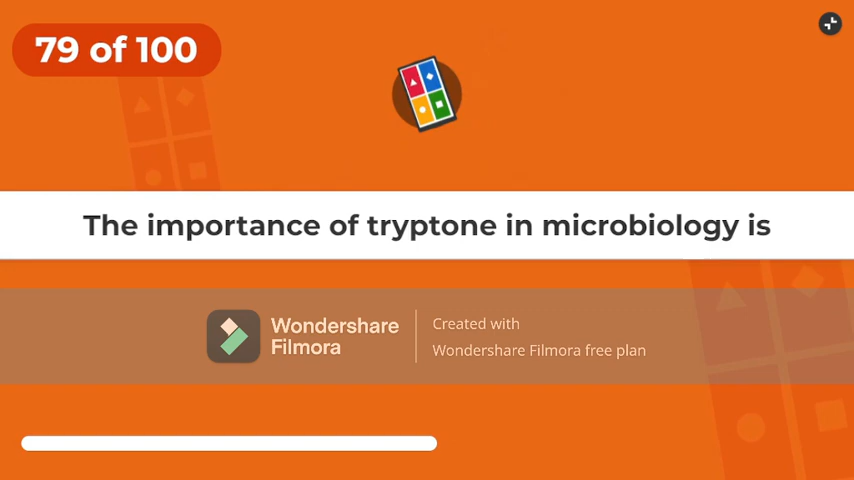 79 of 100
The importance of tryptone in microbiology is
Wondershare
Filmora
Created with
Wondershare Filmora free plan